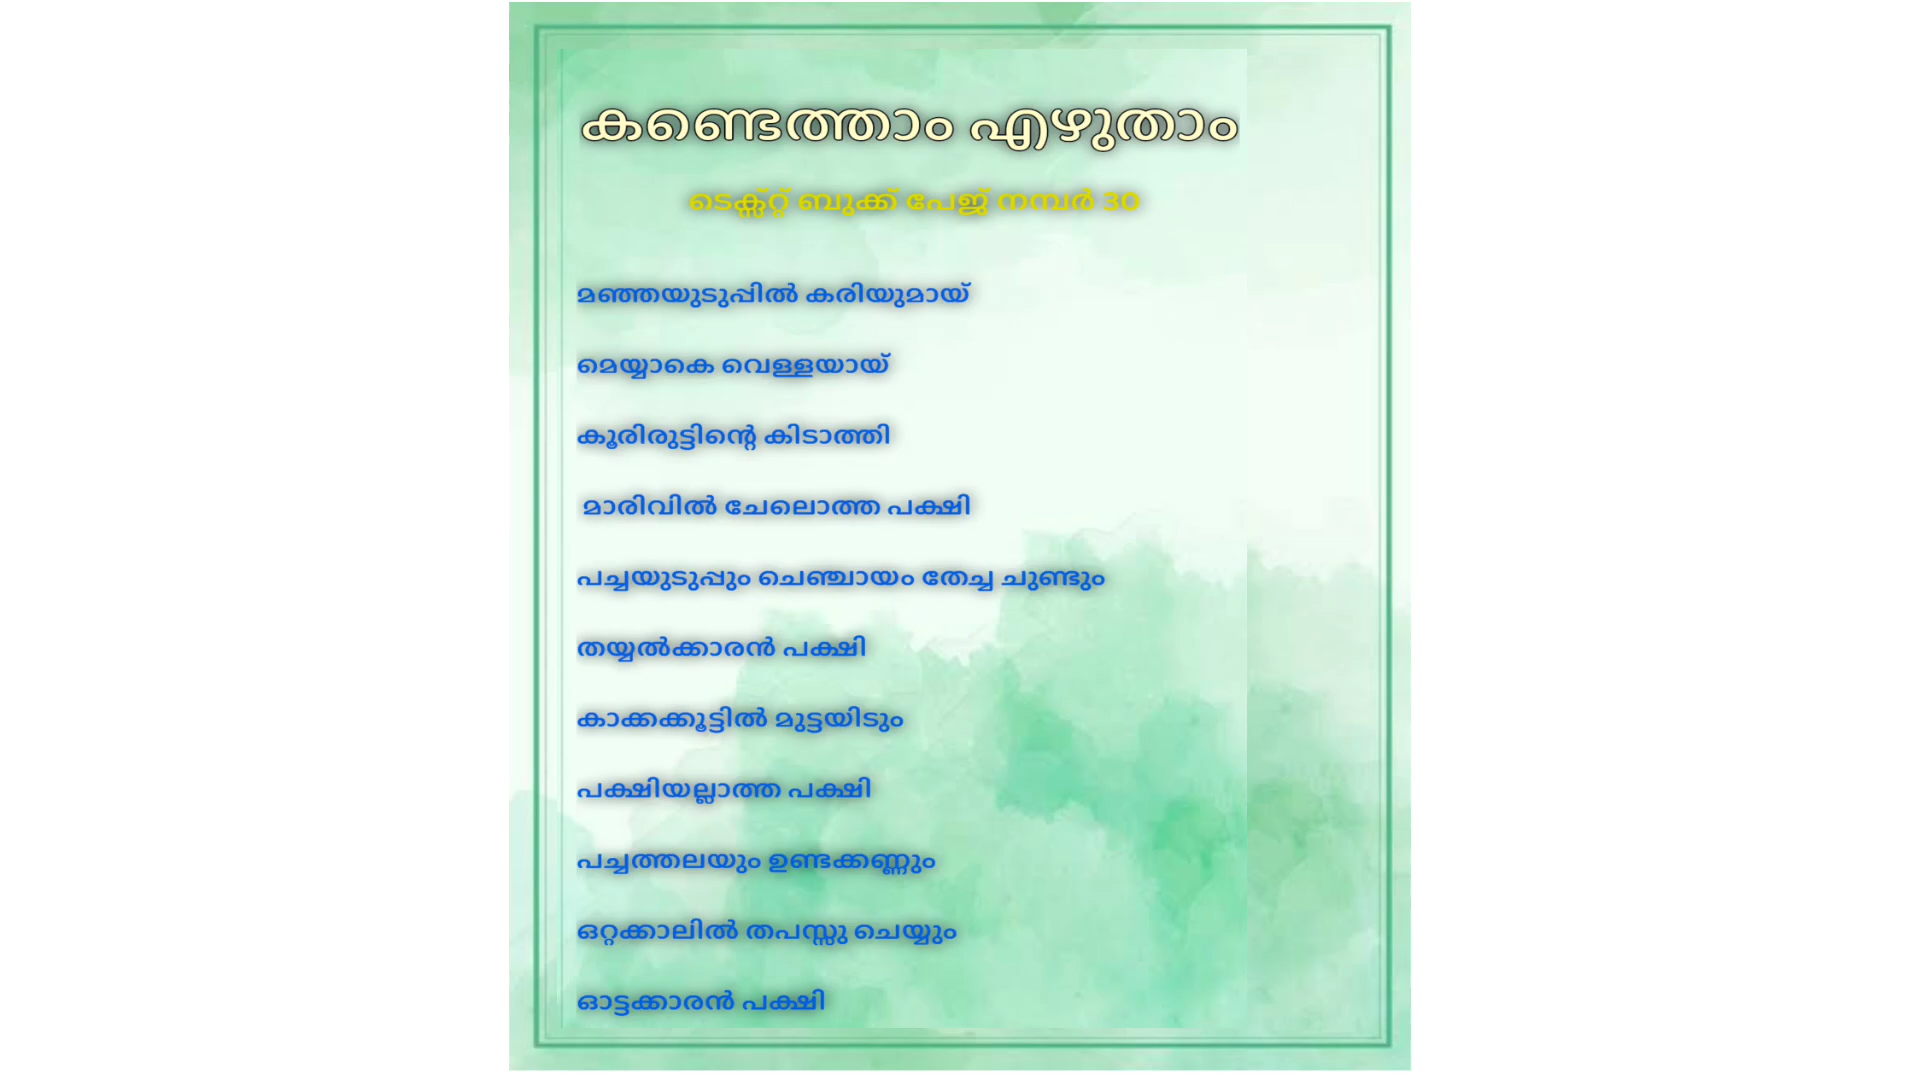 കണ്ടെത്താം എഴുതാം
ടെക്സ്റ്റ് ബുക്ക് പേജ് നമ്പർ 30
മഞ്ഞയുടുപ്പിൽ കരിയുമായ്
മെയ്യാകെ വെള്ളയായ്
കൂരിരുട്ടിന്റെ കിടാത്തി
മാരിവിൽ ചേലൊത്ത പക്ഷി
പച്ചയുടുപ്പും ചെഞ്ചായം തേച്ച ചുണ്ടും
തയ്യൽക്കാരൻ പക്ഷി
കാക്കക്കൂട്ടിൽ മുട്ടയിടും
പക്ഷിയല്ലാത്ത പക്ഷി
പച്ചത്തലയും ഉണ്ടക്കണ്ണും
ഒറ്റക്കാലിൽ തപസ്സു ചെയ്യും
ഓട്ടക്കാരൻ പക്ഷി